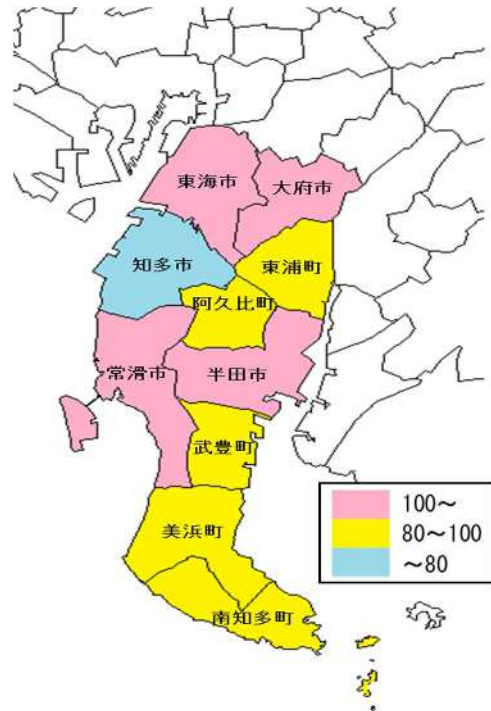 東海市
大府市
知多市
東浦町
阿久比町
常滑市
半田市
武豊町
美浜町
南知多町
100～
80～100
～80